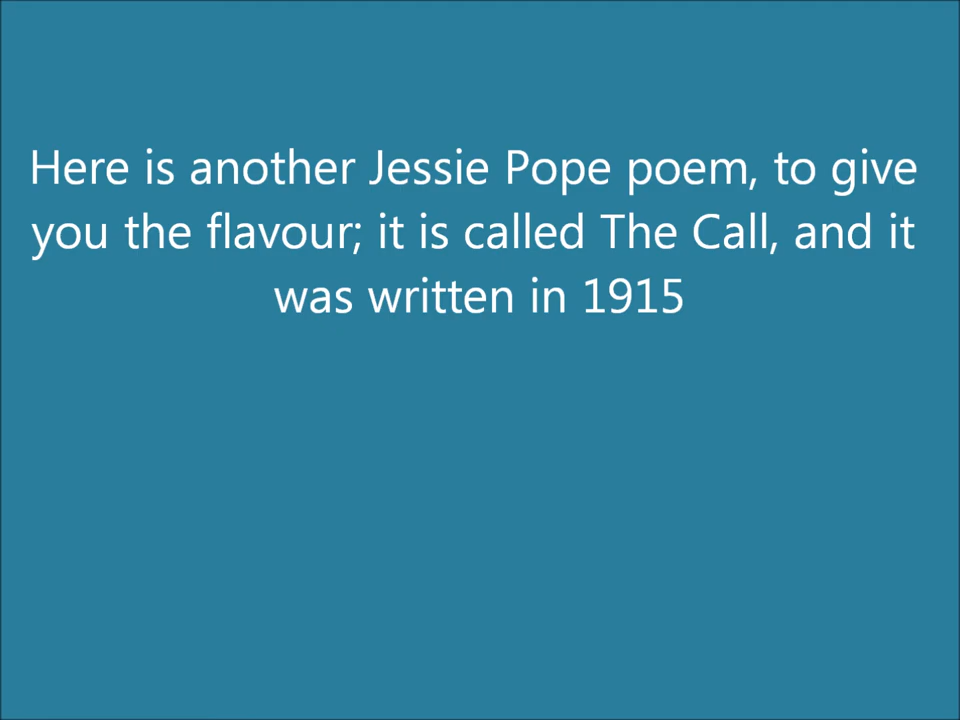 Here is another Jessie Pope poem, to give
you the flavour; it is called The Call, and it
was written in 1915